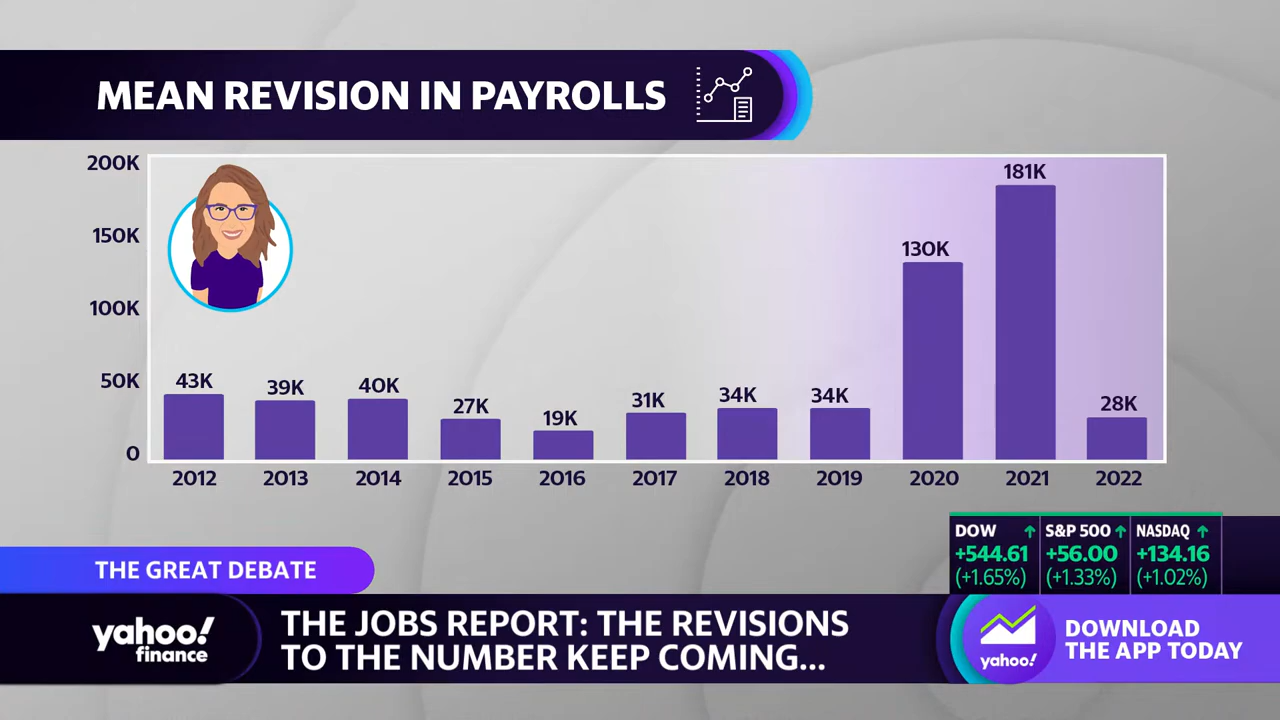 MEAN REVISION IN PAYROLLS
200K
150K
100K
50K
0
43K
39K
40K
27K
19K
31K
34K
34K
130K
181K
28K
2012 2013 2014 2015 2016 2017 2018 2019 2020 2021 2022
DOW S&P 500 NASDAQ
+544.61 +56.00 +134.16
(+1.65%) (+1.33%) (+1.02%)
THE GREAT DEBATE
yahoo!
finance
THE JOBS REPORT: THE REVISIONS
TO THE NUMBER KEEP COMING...
yahoo!
DOWNLOAD
THE APP TODAY